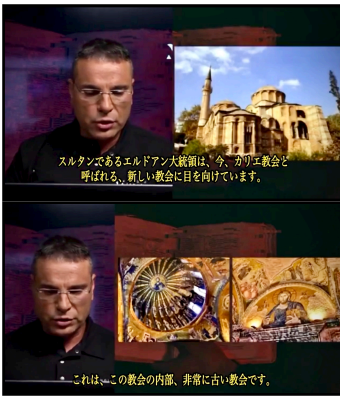 スルタンであるエルドアン大統領は、今、カリエ教会と
呼ばれる、新しい教会に目を向けています。
これは、この教会の内部、非常に古い教会です。